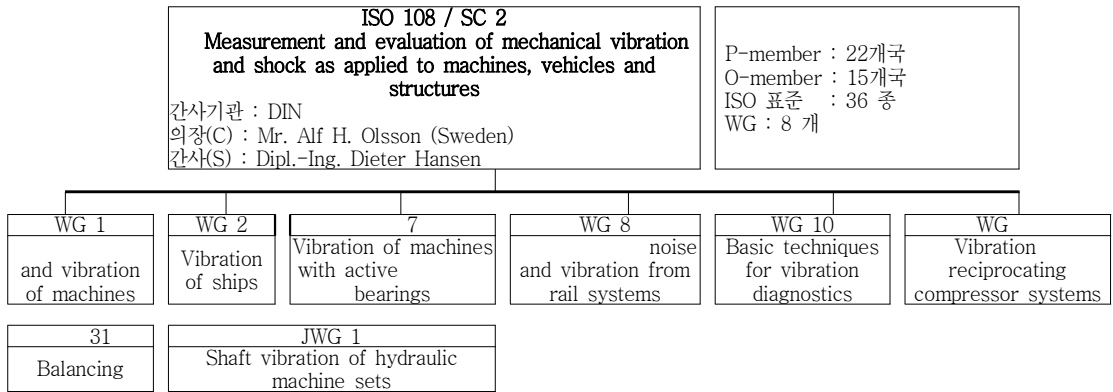 ISO 108 / SC 2
Measurement and evaluation of mechanical vibration
and shock as applied to machines, vehicles and
structures
간사기관 : DIN
의장(C) : Mr. Alf H. Olsson (Sweden)
간사(S) : Dipl.-Ing. Dieter Hansen
P-member : 22개국
O-member : 15개국
ISO 표준 : 36 종
WG : 8 개
WG 1
and vibration
of machines
WG 2
Vibration
of ships
7
Vibration of machines
with active
bearings
WG 8
noise
and vibration from
rail systems
WG 10
Basic techniques
for vibration
diagnostics
WG
Vibration
reciprocating
compressor systems
31
Balancing
JWG 1
Shaft vibration of hydraulic
machine sets